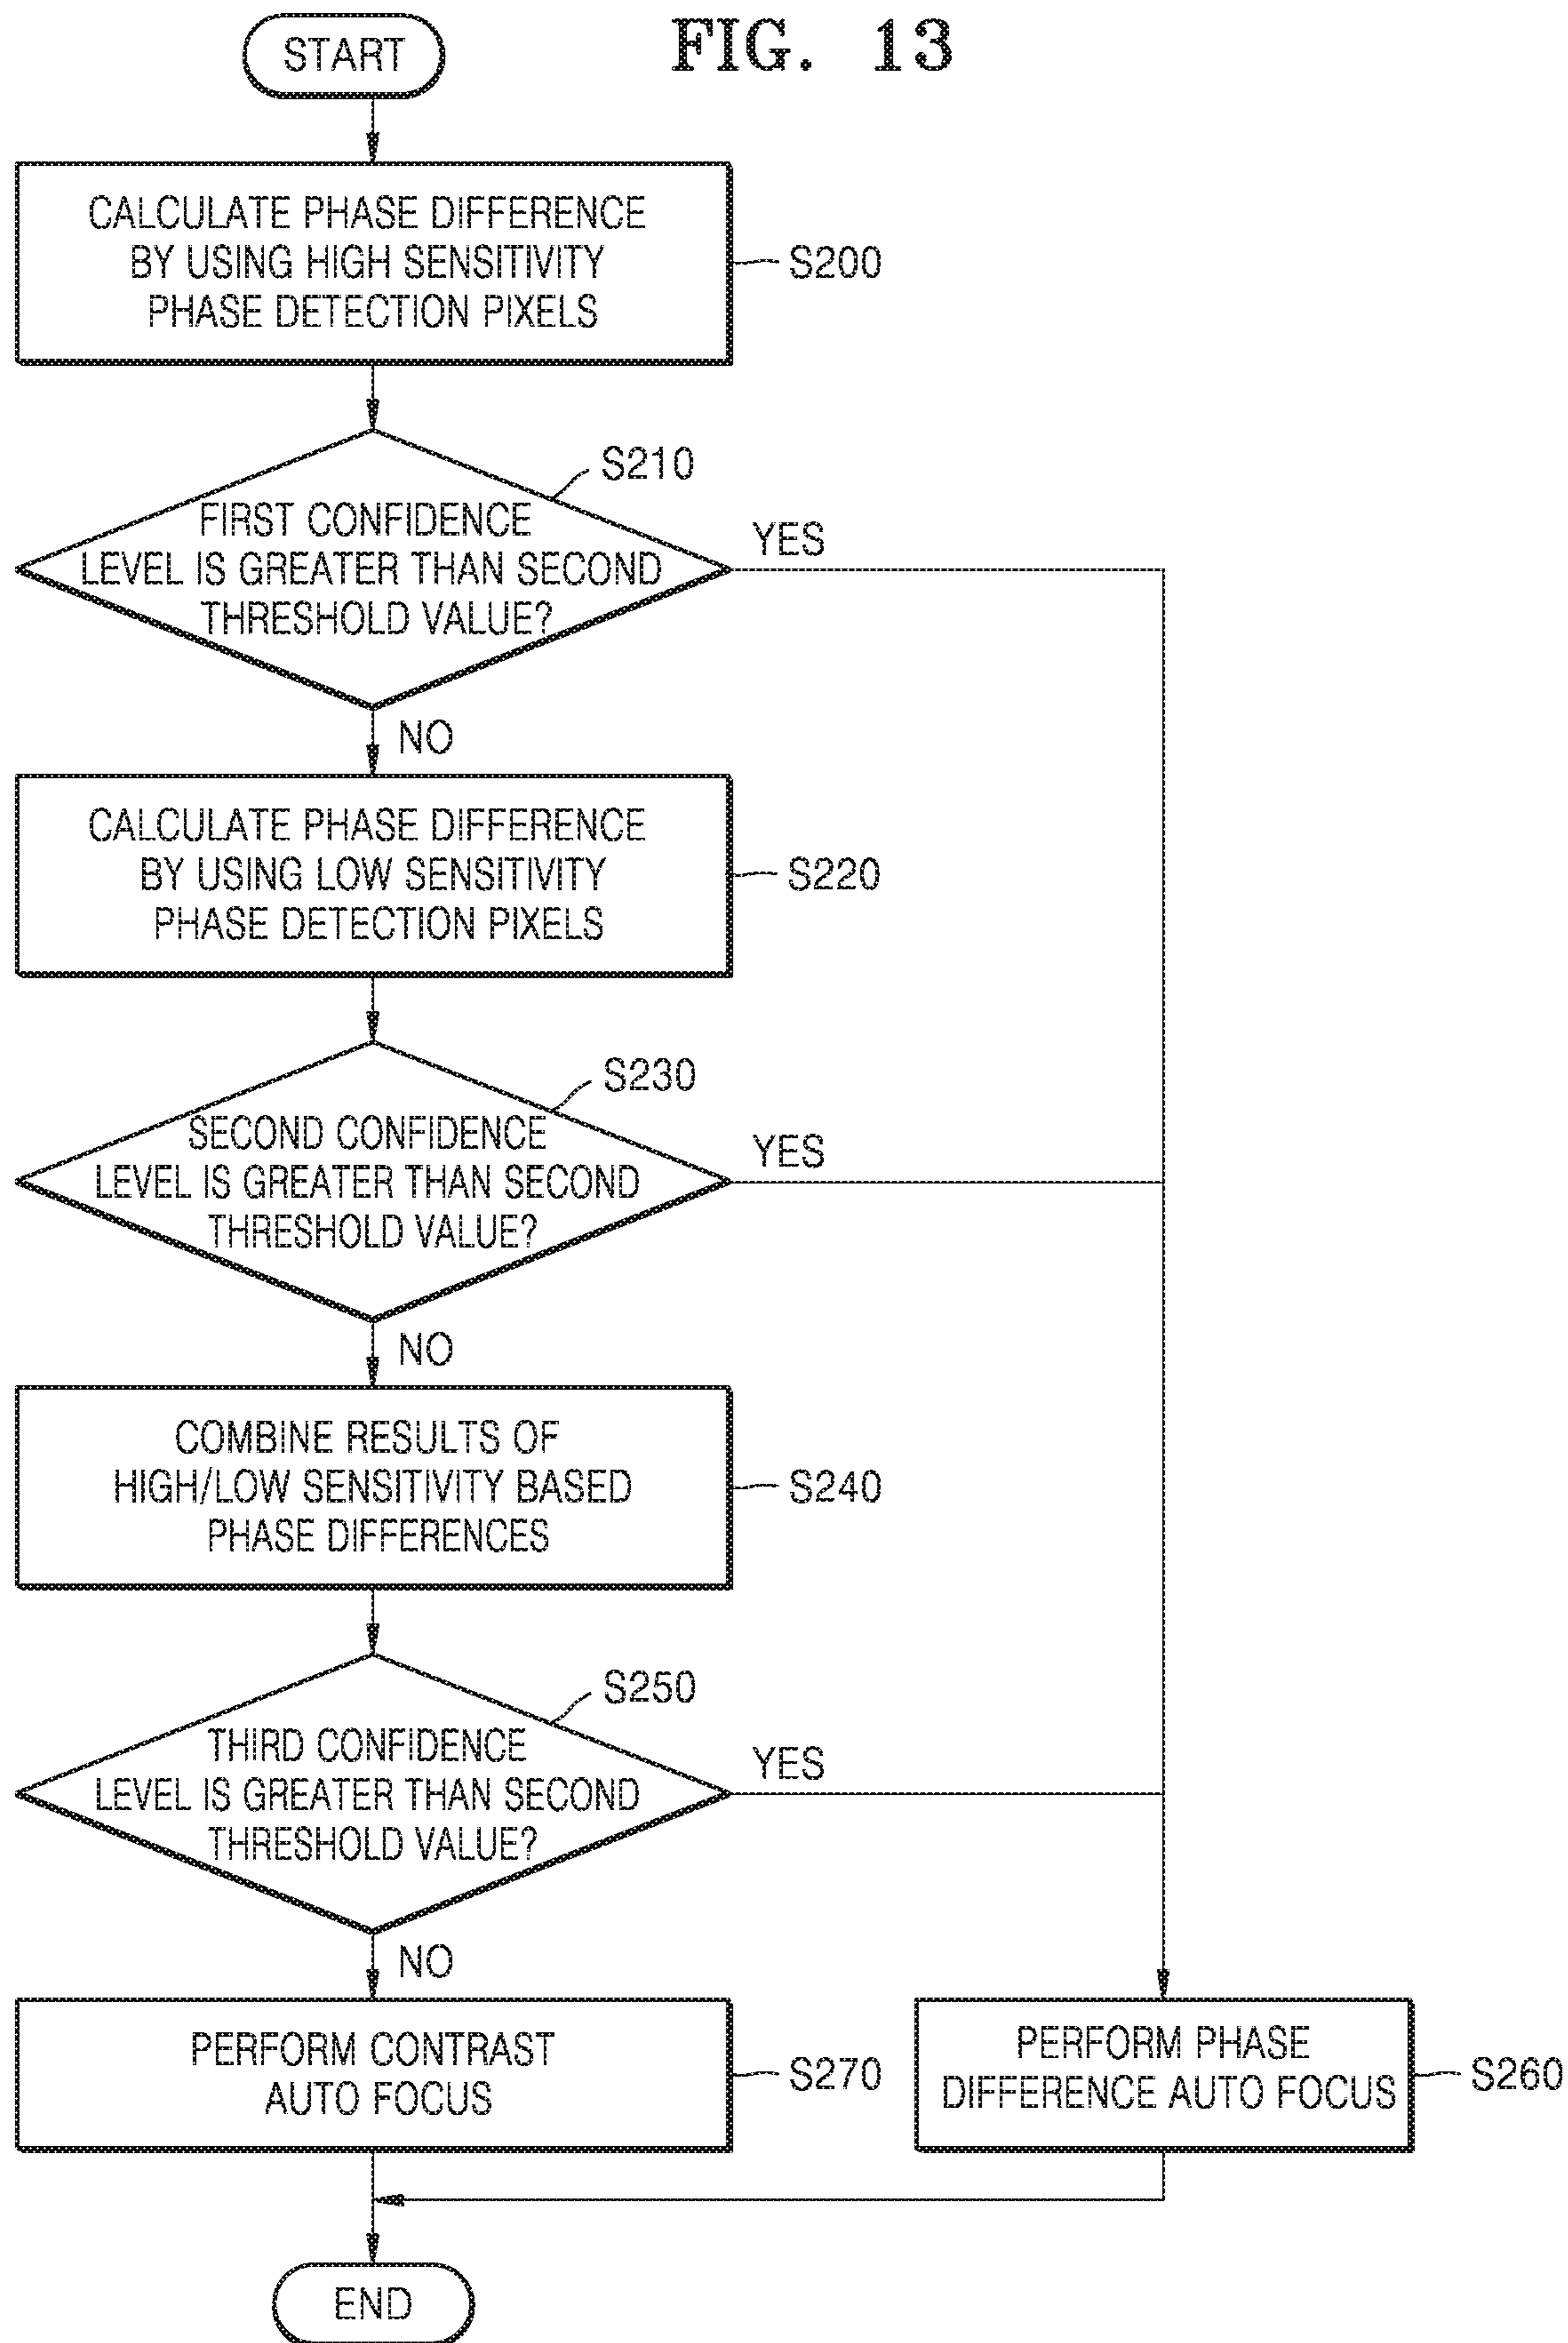 FIG. 13
START
CALCULATE PHASE DIFFERENCE
BY USING HIGH SENSITIVITY
PHASE DETECTION PIXELS
S200
S210
FIRST CONFIDENCE
LEVEL IS GREATER THAN SECOND
THRESHOLD VALUE?
YES
NO
CALCULATE PHASE DIFFERENCE
BY USING LOW SENSITIVITY
PHASE DETECTION PIXELS
S220
S230
SECOND CONFIDENCE
LEVEL IS GREATER THAN SECOND
THRESHOLD VALUE?
YES
NO
COMBINE RESULTS OF
HIGH/LOW SENSITIVITY BASED
PHASE DIFFERENCES
S240
S250
THIRD CONFIDENCE
LEVEL IS GREATER THAN SECOND
THRESHOLD VALUE?
YES
NO
PERFORM CONTRAST
AUTO FOCUS
S270
PERFORM PHASE
DIFFERENCE AUTO FOCUS
S260
END